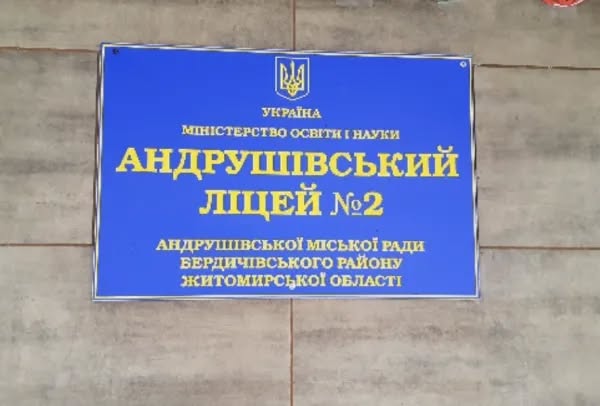 УКРАЇНА
МІНІСТЕРСТВО ОСВІТИ І НАУКИ
АНДРУШІВСЬКИЙ
ЛІЦЕЙ №2
АНДРУШІВСЬКОЇ МІСЬКОЇ РАДИ
БЕРДИЧІВСЬКОГО РАЙОНУ
ЖИТОМИРСЬКОЇ ОБЛАСТІ